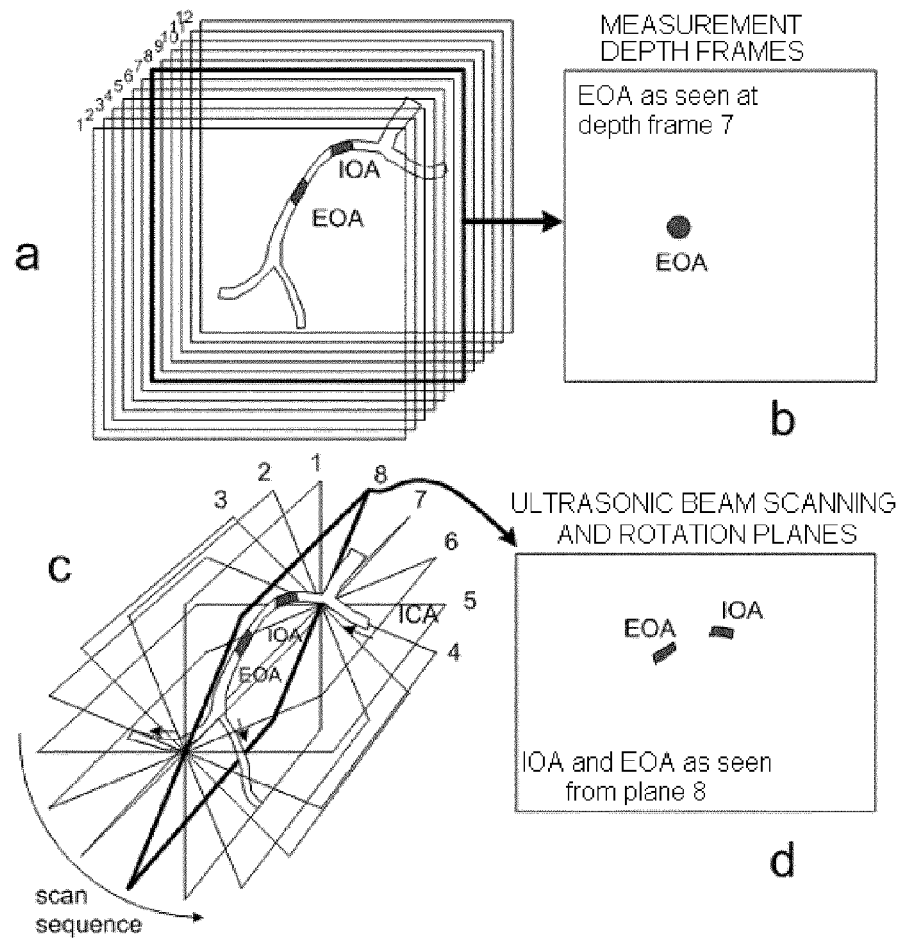 12
11
10
9
8
7
6
5
4
3
2
1
IOA
EOA
a
MEASUREMENT
DEPTH FRAMES
EOA as seen at
depth frame 7
EOA
b
1
2
3
8
7
6
5
4
c
ICA
IOA
EOA
scan
sequence
ULTRASONIC BEAM SCANNING
AND ROTATION PLANES
EOA
IOA
IOA and EOA as seen
from plane 8
d